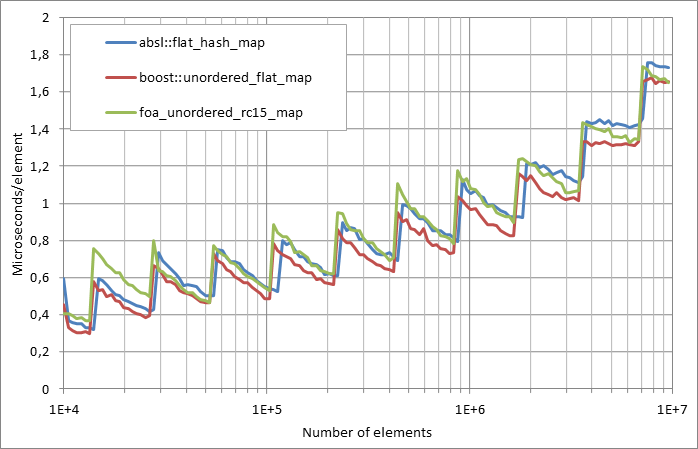 2
1,8
1,6
1,4
1,2
1
0,8
0,6
0,4
0,2
0
Microseconds/element
absl::flat_hash_map
boost::unordered_flat_map
foa_unordered_rc15_map
1E+4 1E+5 1E+6 1E+7
Number of elements